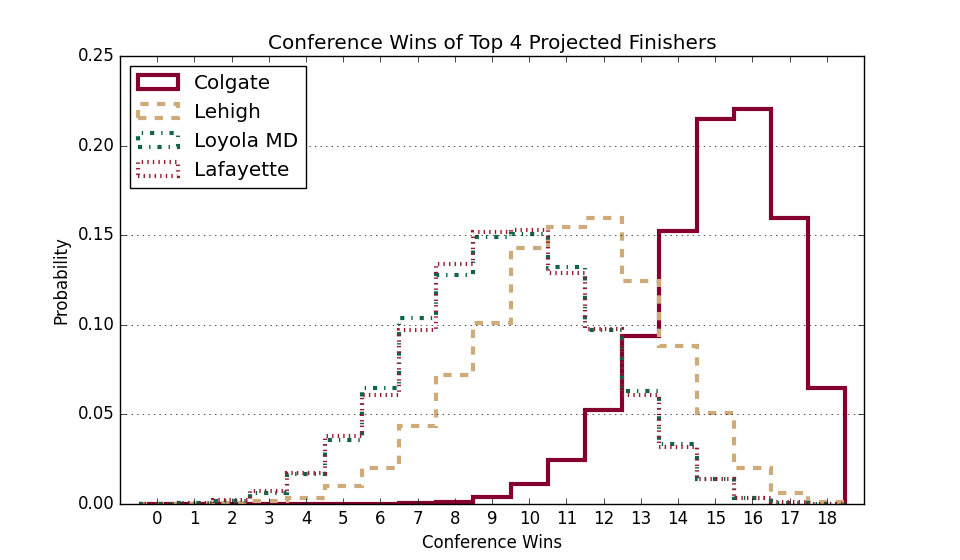 Conference Wins of Top 4 Projected Finishers
0.25
0.20
0.15
0.10
0.05
0.00
Probability
Colgate
Lehigh
Loyola MD
Lafayette
0 1 2 3 4 5 6 7 8 9 10 11 12 13 14 15 16 17 18
Conference Wins